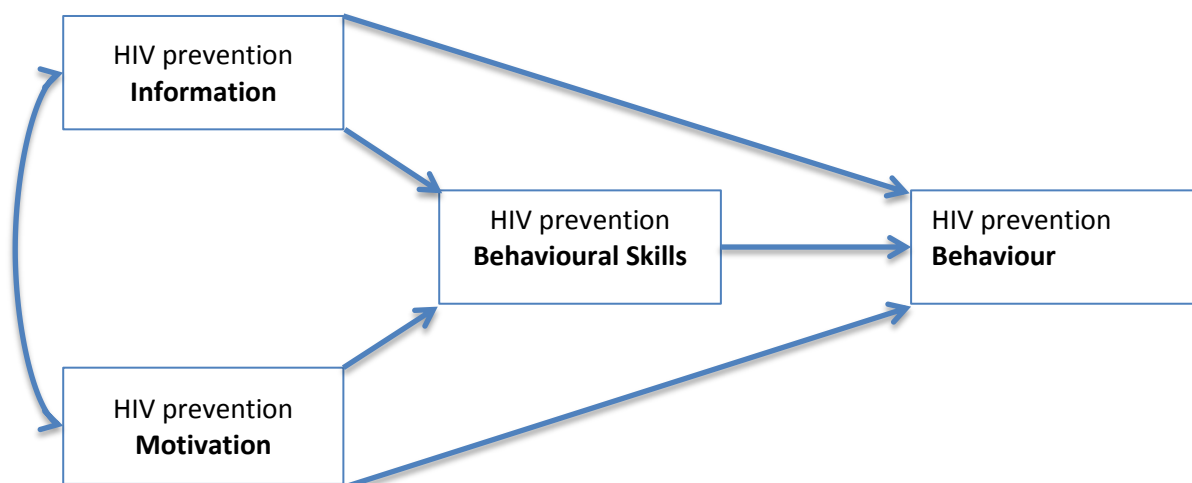 HIV prevention
Information
HIV prevention
Behavioural Skills
HIV prevention
Behaviour
HIV prevention
Motivation